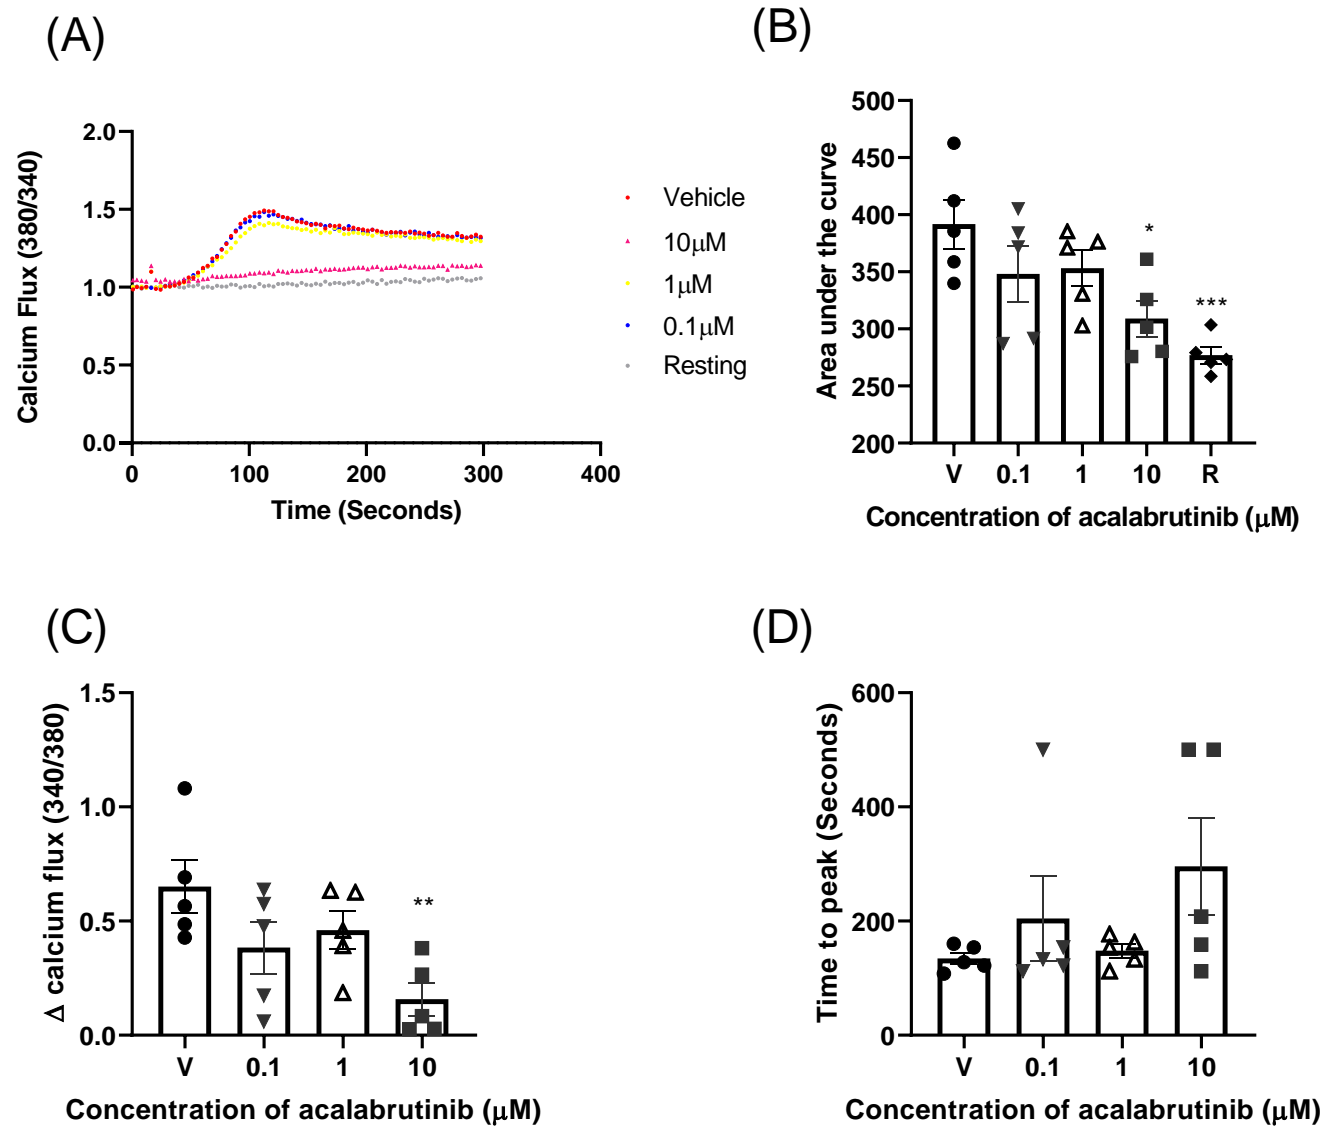 (A)
Calcium Flux (380/340)
2.0
1.5
1.0
0.5
0.0
0 100 200 300 400
Time (Seconds)
Vehicle
10μM
1μM
0.1μM
Resting
(B)
Area under the curve
500
450
400
350
300
250
200
*
***
V 0.1 1 10 R
Concentration of acalabrutinib (μM)
(C)
Δ calcium flux (340/380)
1.5
1.0
0.5
0.0
**
V 0.1 1 10
Concentration of acalabrutinib (μM)
(D)
Time to peak (Seconds)
600
400
200
0
V 0.1 1 10
Concentration of acalabrutinib (μM)